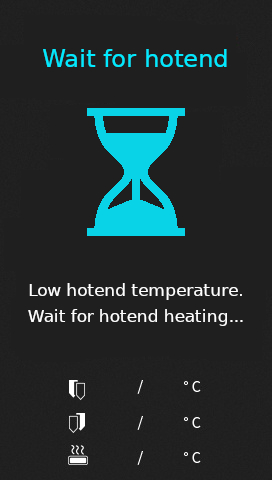 Wait for hotend
Low hotend temperature.
Wait for hotend heating...
/ °C
/ °C
/ °C